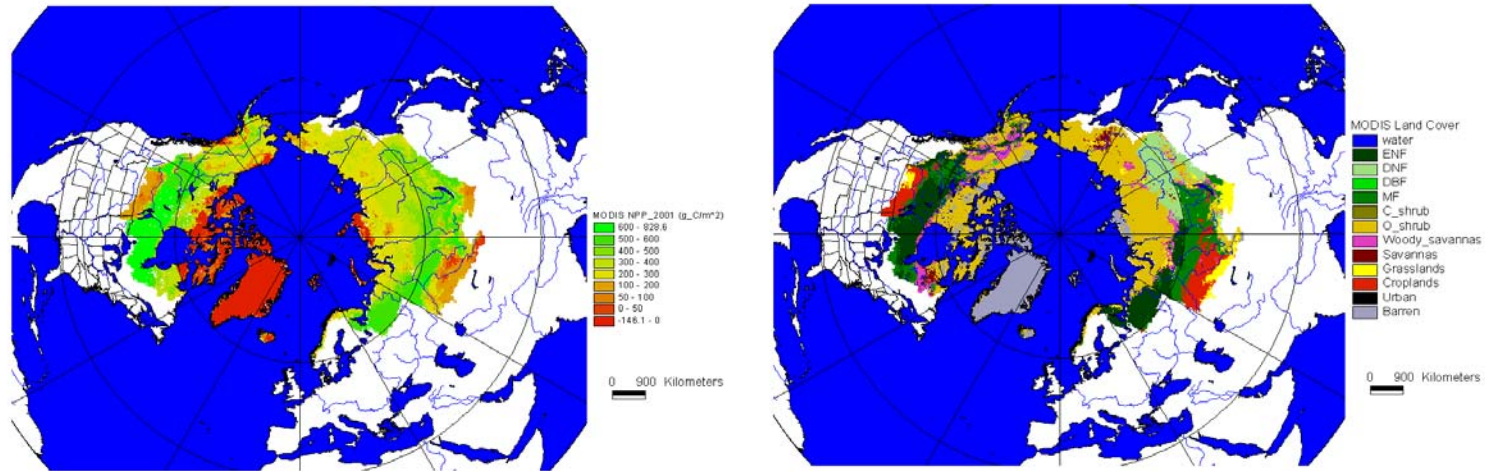 MODIS NPP_2001 (g_C/m^2)
600 - 828.6
500 - 600
400 - 500
300 - 400
200 - 300
100 - 200
50 - 100
0 - 50
-146.1 - 0
0 900 Kilometers
MODIS Land Cover
water
ENF
DNF
DBF
MF
C_shrub
O_shrub
Woody_savannas
Savannas
Grasslands
Croplands
Urban
Barren
0 900 Kilometers